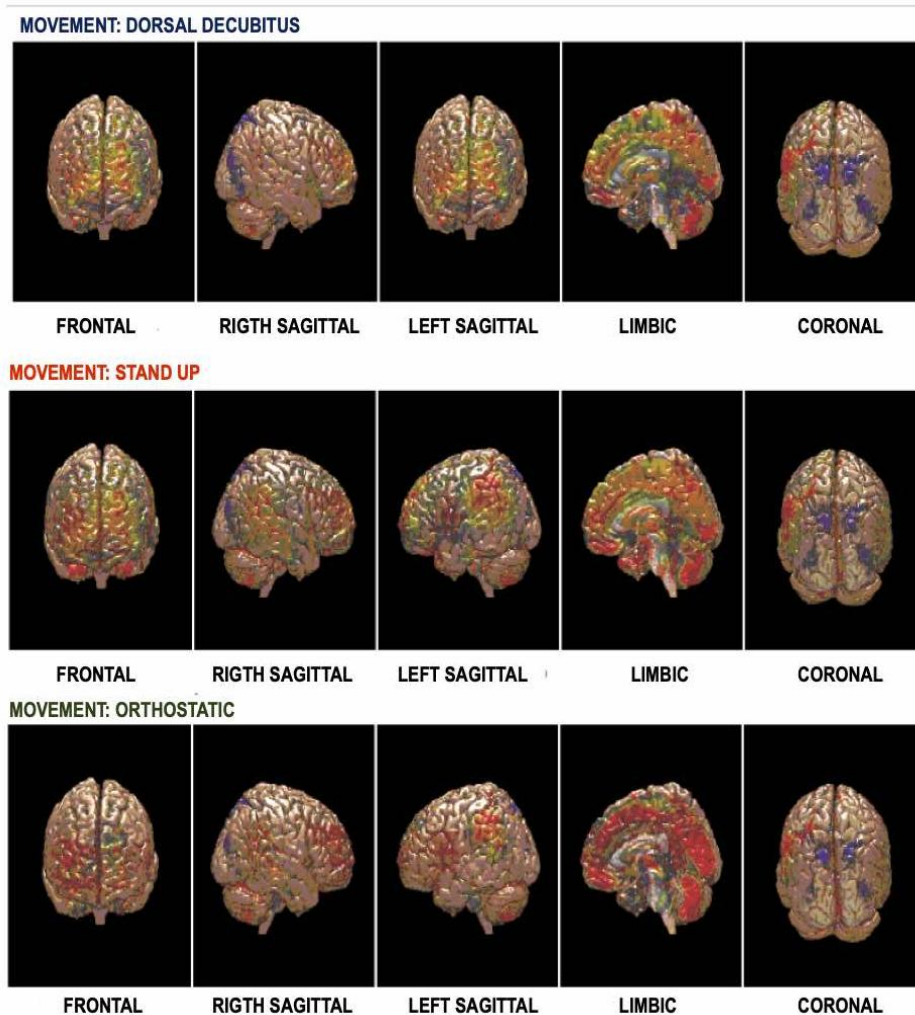 MOVEMENT: DORSAL DECUBITUS
FRONTAL RIGTH SAGITTAL LEFT SAGITTAL LIMBIC CORONAL
MOVEMENT: STAND UP
FRONTAL RIGTH SAGITTAL LEFT SAGITTAL LIMBIC CORONAL
MOVEMENT: ORTHOSTATIC
FRONTAL RIGTH SAGITTAL LEFT SAGITTAL LIMBIC CORONAL